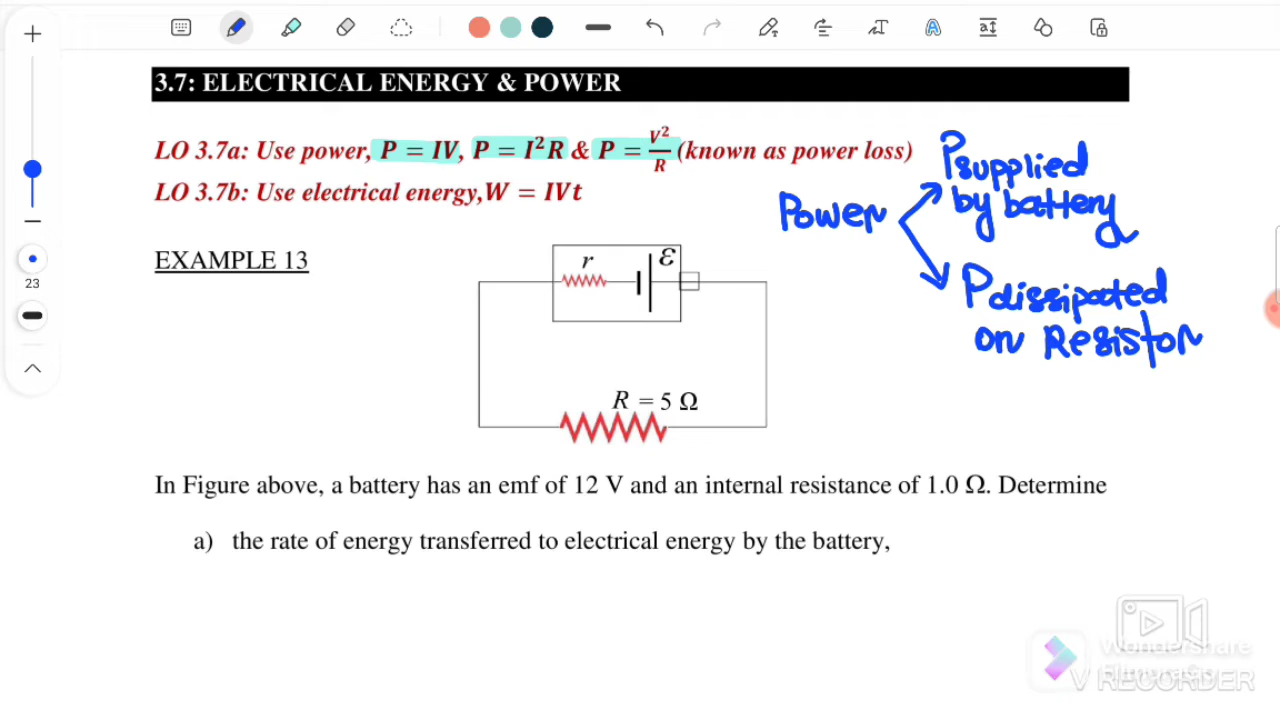 3.7: ELECTRICAL ENERGY & POWER
LO 3.7a: Use power, P = IV, P = I²R & P = V²/R (known as power loss)
LO 3.7b: Use electrical energy, W = IVt
Power
Psupplied
by battery
Pdissipated
on Resistor
EXAMPLE 13
r
ε
R = 5 Ω
In Figure above, a battery has an emf of 12 V and an internal resistance of 1.0 Ω. Determine
a) the rate of energy transferred to electrical energy by the battery,
23
Wondershare
Filmora
V RECORDER